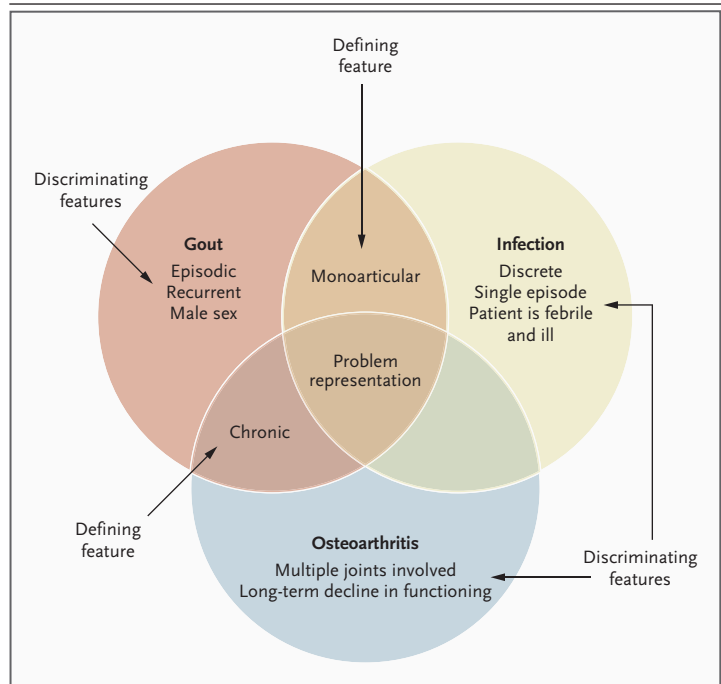 Defining
feature
Discriminating
features
Gout
Episodic
Recurrent
Male sex
Monoarticular
Infection
Discrete
Single episode
Patient is febrile
and ill
Problem
representation
Chronic
Defining
feature
Osteoarthritis
Multiple joints involved
Long-term decline in functioning
Discriminating
features